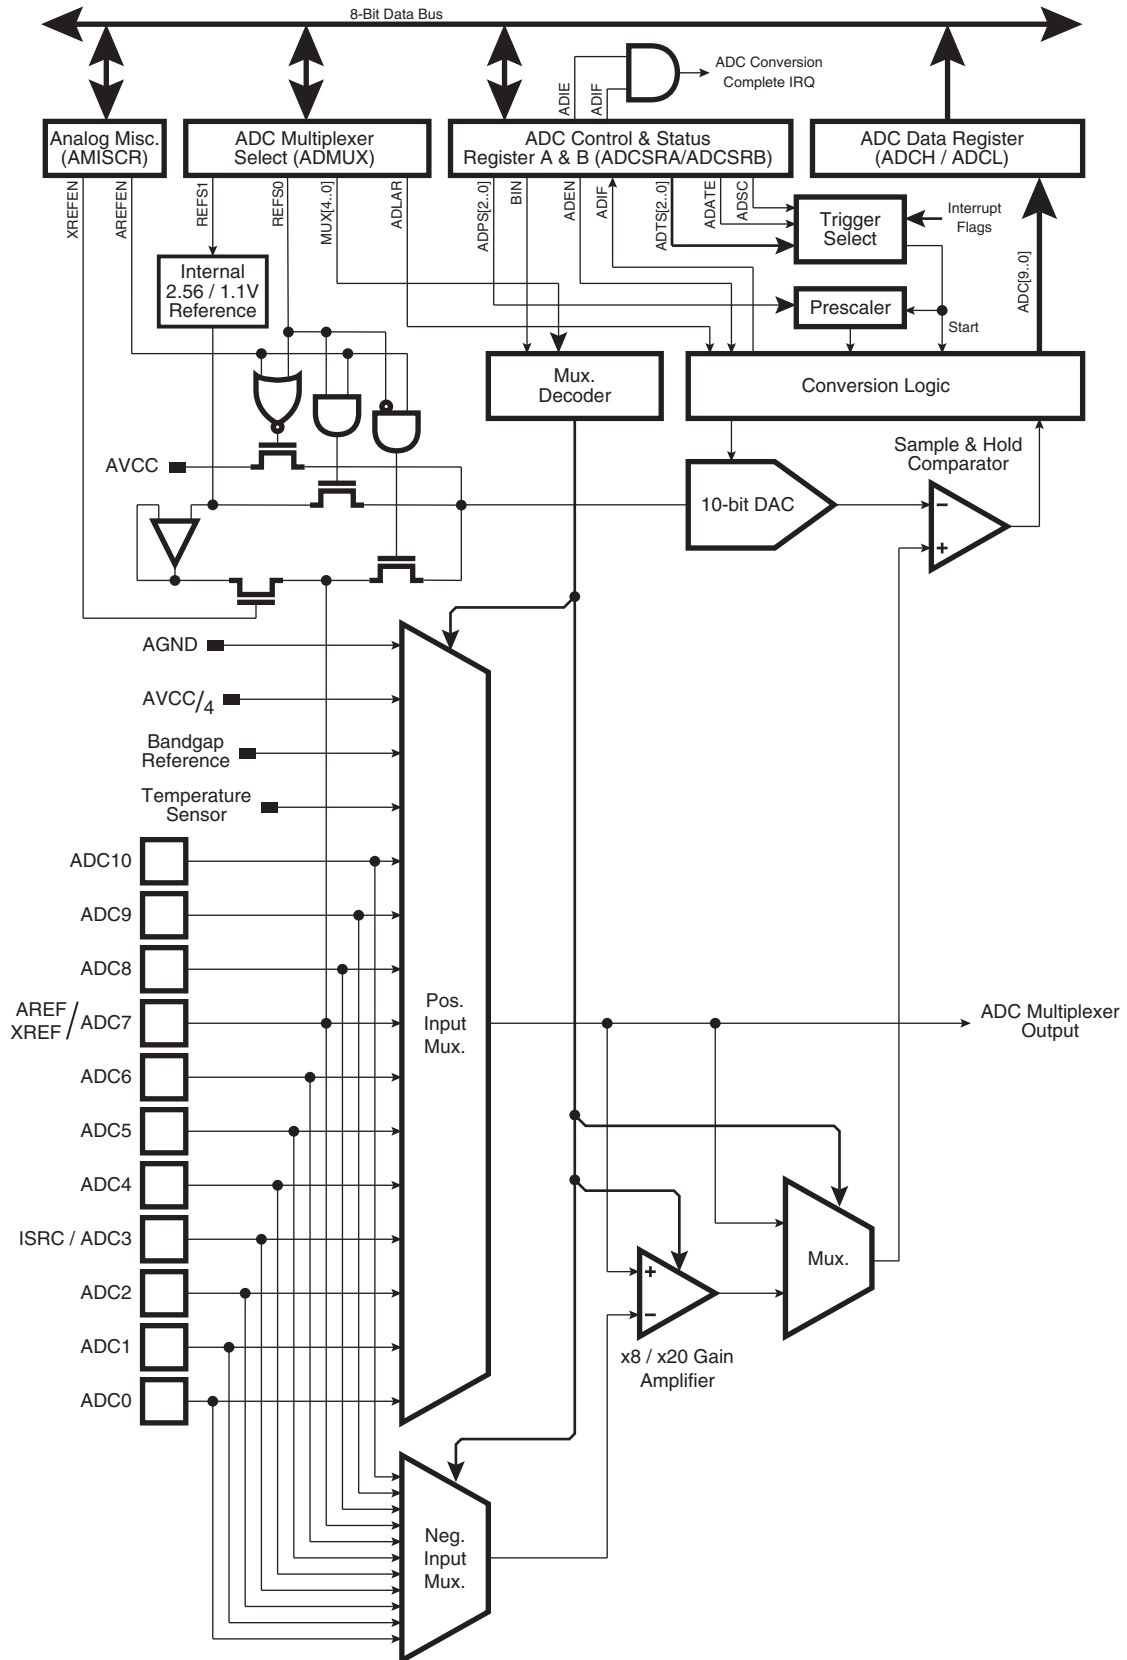 8-Bit Data Bus
ADC Conversion
Complete IRQ
ADIE
ADIF
Analog Misc.
(AMISCR)
ADC Multiplexer
Select (ADMUX)
ADC Control & Status
Register A & B (ADCSRA/ADCSRB)
ADC Data Register
(ADCH / ADCL)
XREFEN
AREFEN
REFS1
REFS0
MUX[4..0]
ADLAR
ADPS[2..0]
BIN
ADEN
ADIF
ADTS[2..0]
ADATE
ADSC
Trigger
Select
Interrupt
Flags
ADC[9..0]
Internal
2.56 / 1.1V
Reference
Prescaler
Start
Mux.
Decoder
Conversion Logic
AVCC
Sample & Hold
Comparator
10-bit DAC
−
+
AGND
AVCC/4
Bandgap
Reference
Temperature
Sensor
ADC10
ADC9
ADC8
AREF
XREF / ADC7
Pos.
Input
Mux.
ADC Multiplexer
Output
ADC6
ADC5
ADC4
ISRC / ADC3
ADC2
ADC1
ADC0
+
−
Mux.
x8 / x20 Gain
Amplifier
Neg.
Input
Mux.